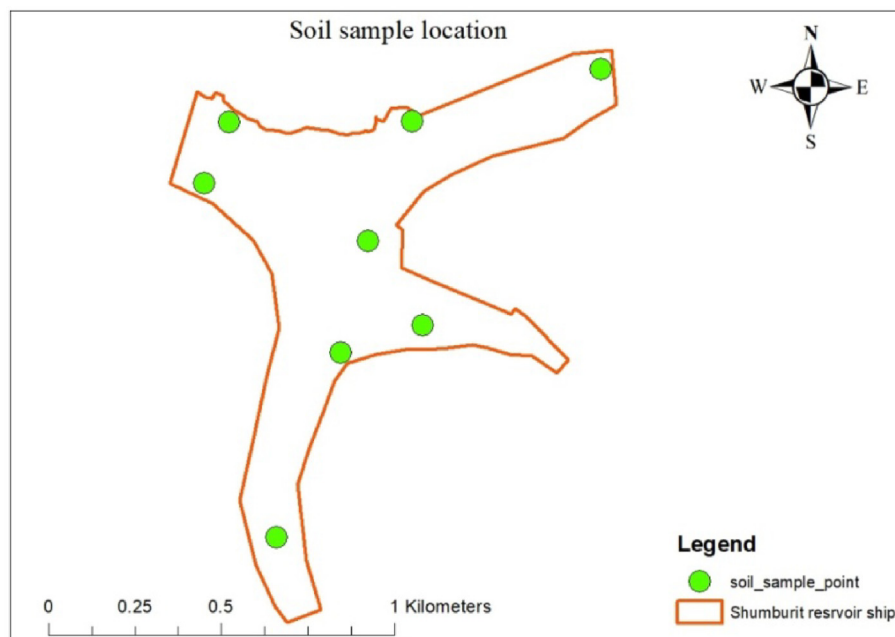 Soil sample location
N
W E
S
Legend
soil_sample_point
Shumburit resrvoir ship
0 0.25 0.5 1 Kilometers